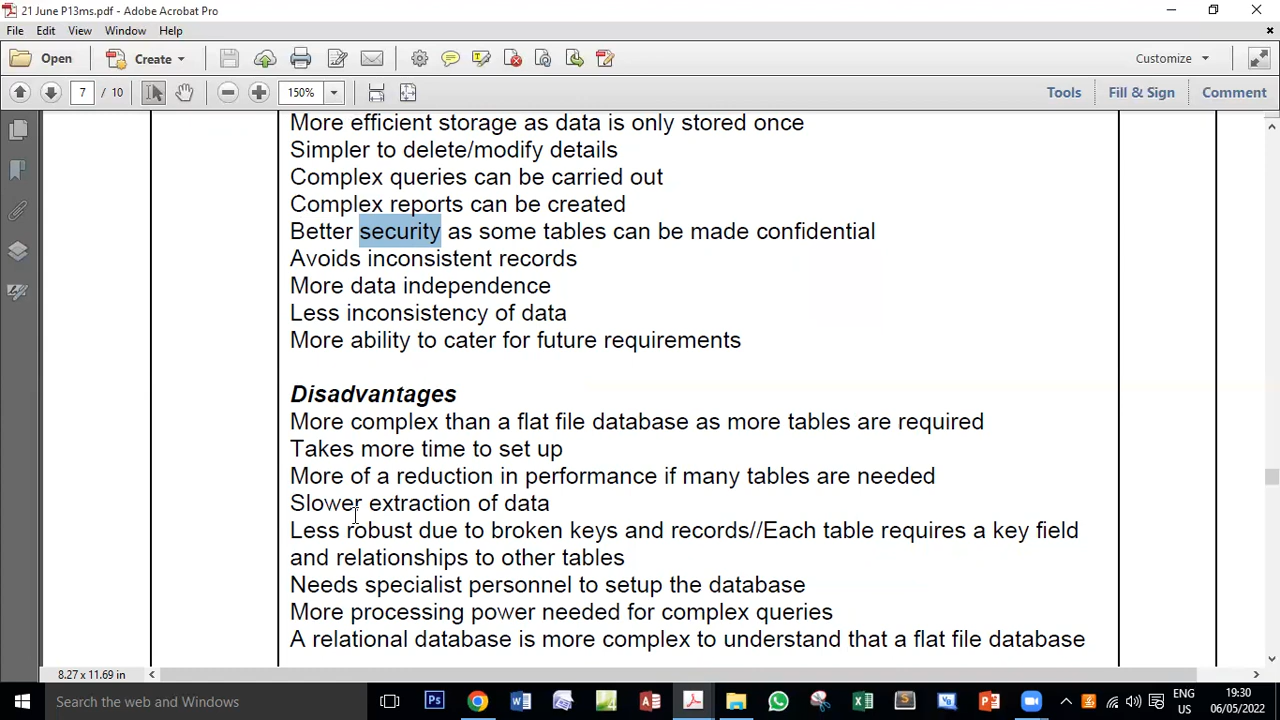 21 June P13ms.pdf - Adobe Acrobat Pro
File Edit View Window Help
Open Create Customize
7 / 10 150% Tools Fill & Sign Comment
More efficient storage as data is only stored once
Simpler to delete/modify details
Complex queries can be carried out
Complex reports can be created
Better security as some tables can be made confidential
Avoids inconsistent records
More data independence
Less inconsistency of data
More ability to cater for future requirements
Disadvantages
More complex than a flat file database as more tables are required
Takes more time to set up
More of a reduction in performance if many tables are needed
Slower extraction of data
Less robust due to broken keys and records//Each table requires a key field
and relationships to other tables
Needs specialist personnel to setup the database
More processing power needed for complex queries
A relational database is more complex to understand that a flat file database
8.27 x 11.69 in
Search the web and Windows
ENG 19:30
US 06/05/2022